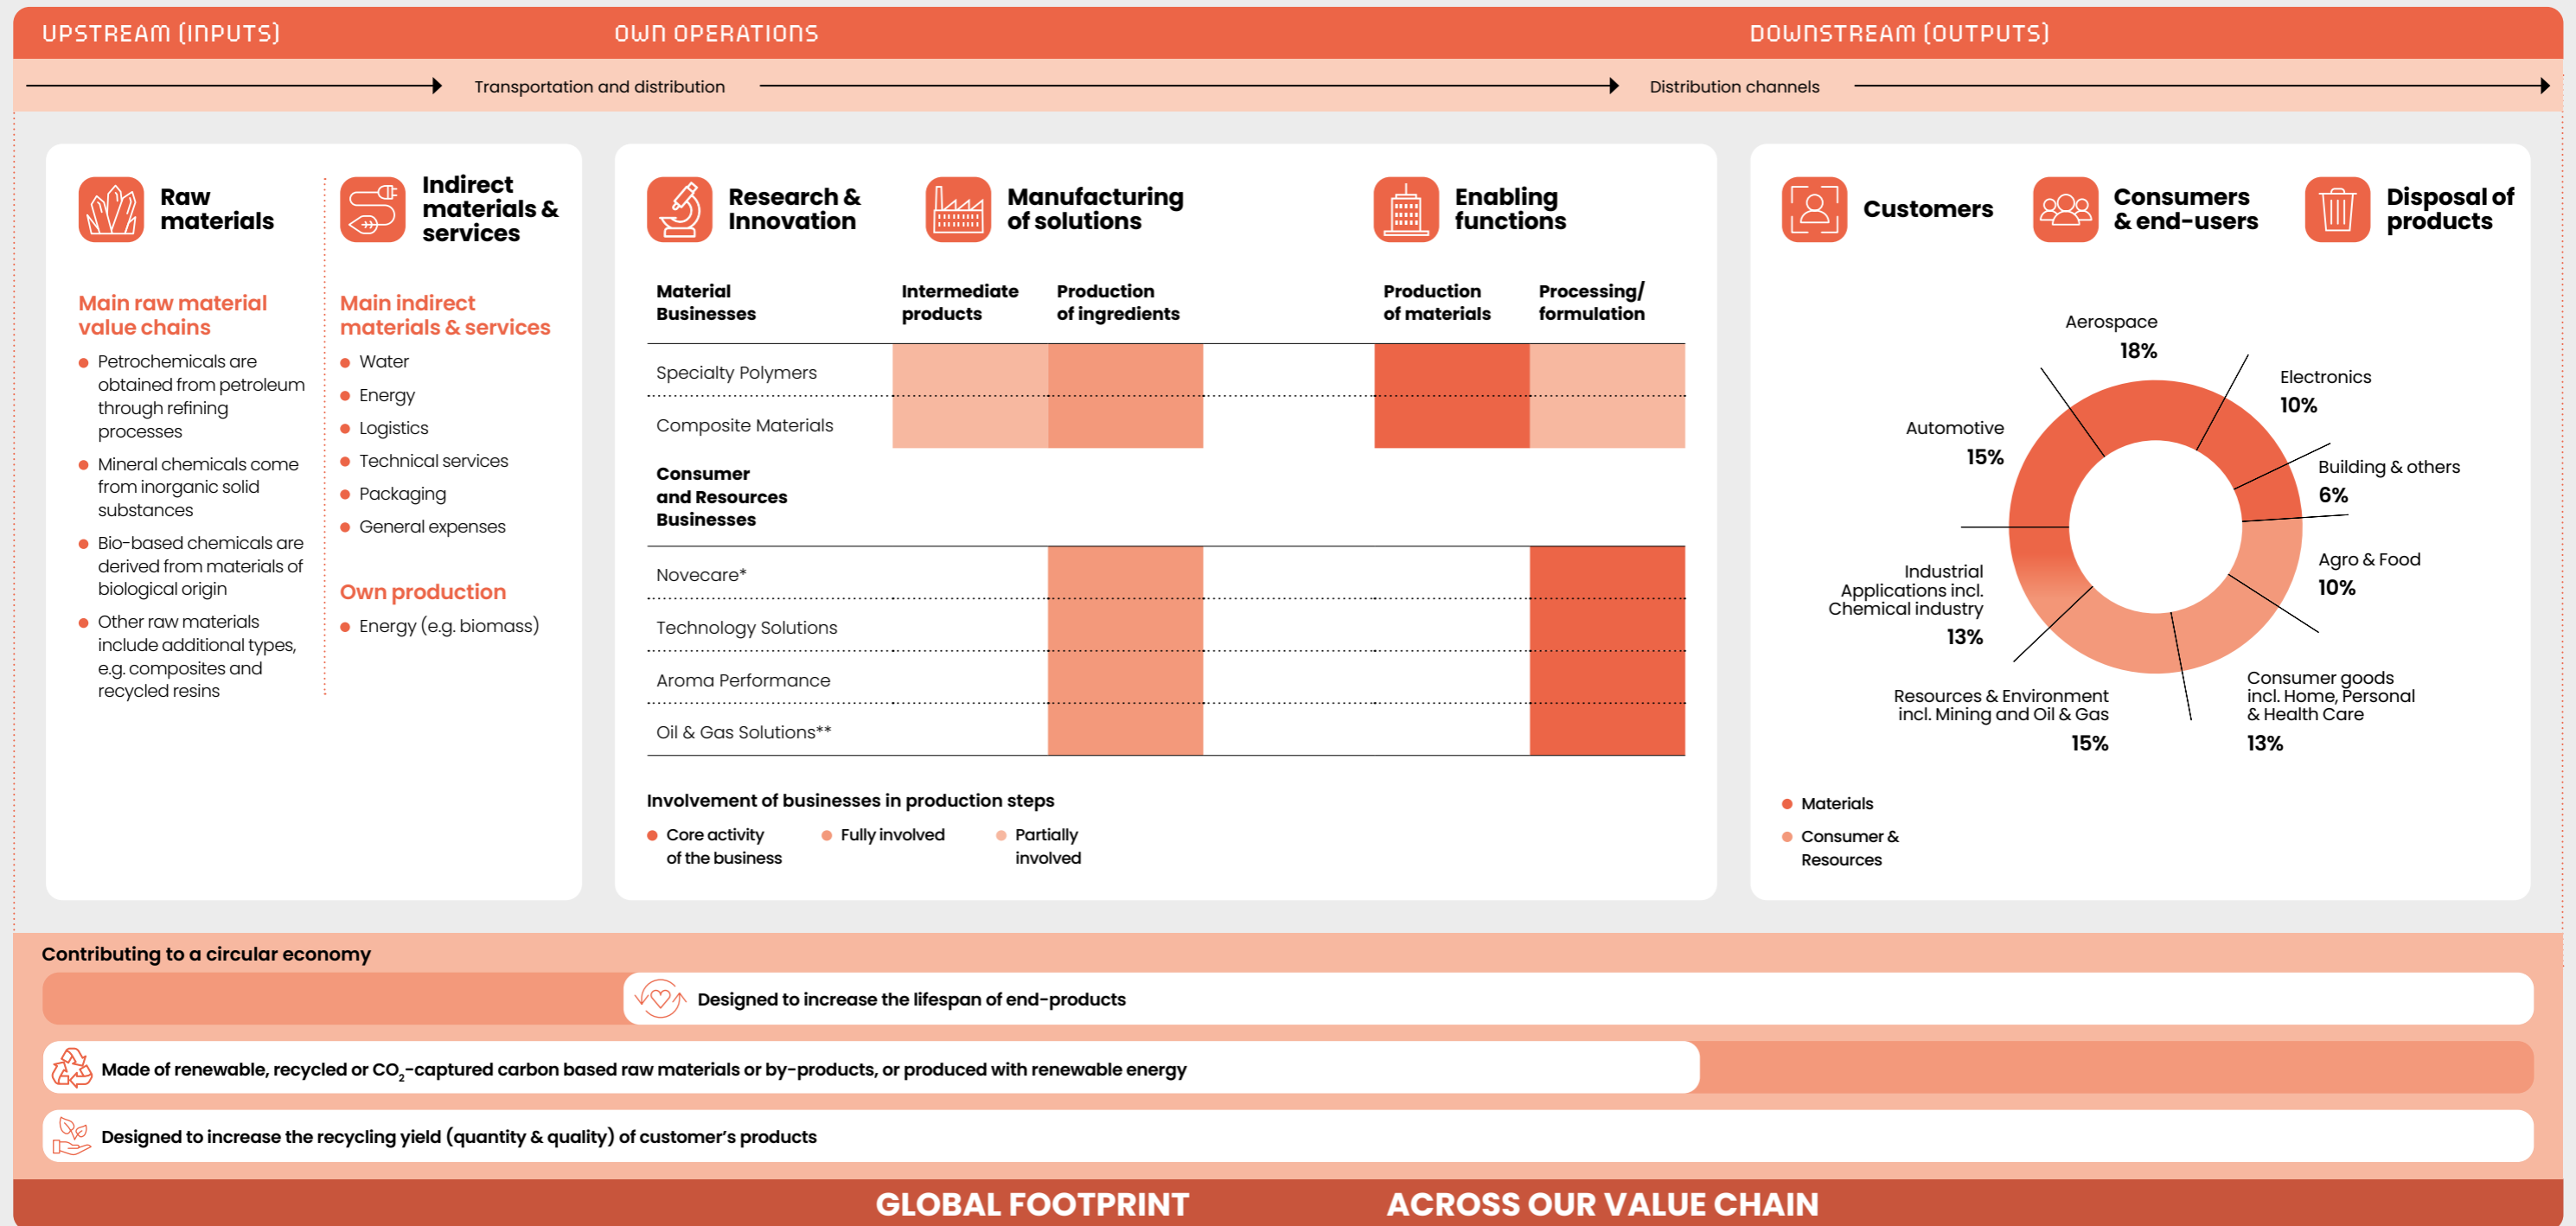 UPSTREAM (INPUTS)
OWN OPERATIONS
DOWNSTREAM (OUTPUTS)
Transportation and distribution
Distribution channels
Raw
materials
Main raw material
value chains
Petrochemicals are
obtained from petroleum
through refining
processes
Mineral chemicals come
from inorganic solid
substances
Bio-based chemicals are
derived from materials of
biological origin
Other raw materials
include additional types,
e.g. composites and
recycled resins
Indirect
materials &
services
Main indirect
materials & services
Water
Energy
Logistics
Technical services
Packaging
General expenses
Own production
Energy (e.g. biomass)
Research &
Innovation
Manufacturing
of solutions
Enabling
functions
Material
Businesses
Intermediate
products
Production
of ingredients
Production
of materials
Processing/
formulation
Specialty Polymers
Composite Materials
Consumer
and Resources
Businesses
Novecare*
Technology Solutions
Aroma Performance
Oil & Gas Solutions**
Involvement of businesses in production steps
Core activity
of the business
Fully involved
Partially
involved
Customers
Consumers
& end-users
Disposal of
products
Aerospace
18%
Electronics
10%
Building & others
6%
Agro & Food
10%
Consumer goods
incl. Home, Personal
& Health Care
13%
Resources & Environment
incl. Mining and Oil & Gas
15%
Industrial
Applications incl.
Chemical industry
13%
Automotive
15%
Materials
Consumer &
Resources
Contributing to a circular economy
Designed to increase the lifespan of end-products
Made of renewable, recycled or CO₂-captured carbon based raw materials or by-products, or produced with renewable energy
Designed to increase the recycling yield (quantity & quality) of customer's products
GLOBAL FOOTPRINT
ACROSS OUR VALUE CHAIN